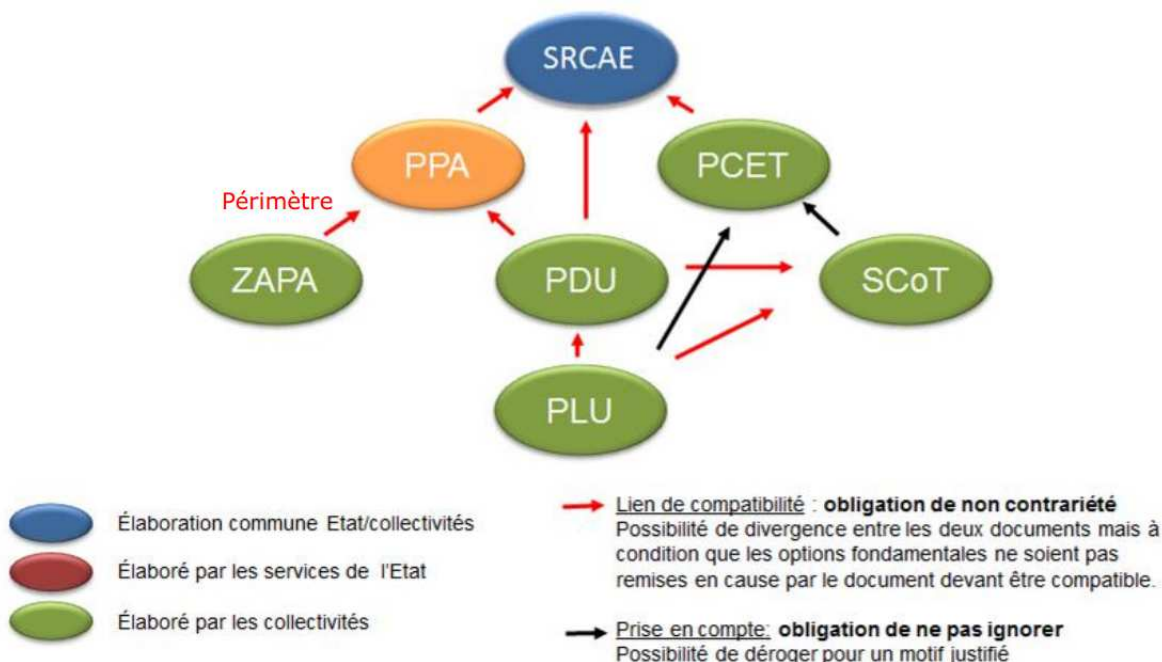 SRCAE
PPA
PCET
Périmètre
ZAPA
PDU
SCoT
PLU
Élaboration commune Etat/collectivités
Élaboré par les services de l'Etat
Élaboré par les collectivités
Lien de compatibilité : obligation de non contrariété
Possibilité de divergence entre les deux documents mais à
condition que les options fondamentales ne soient pas
remises en cause par le document devant être compatible.
Prise en compte: obligation de ne pas ignorer
Possibilité de déroger pour un motif justifié